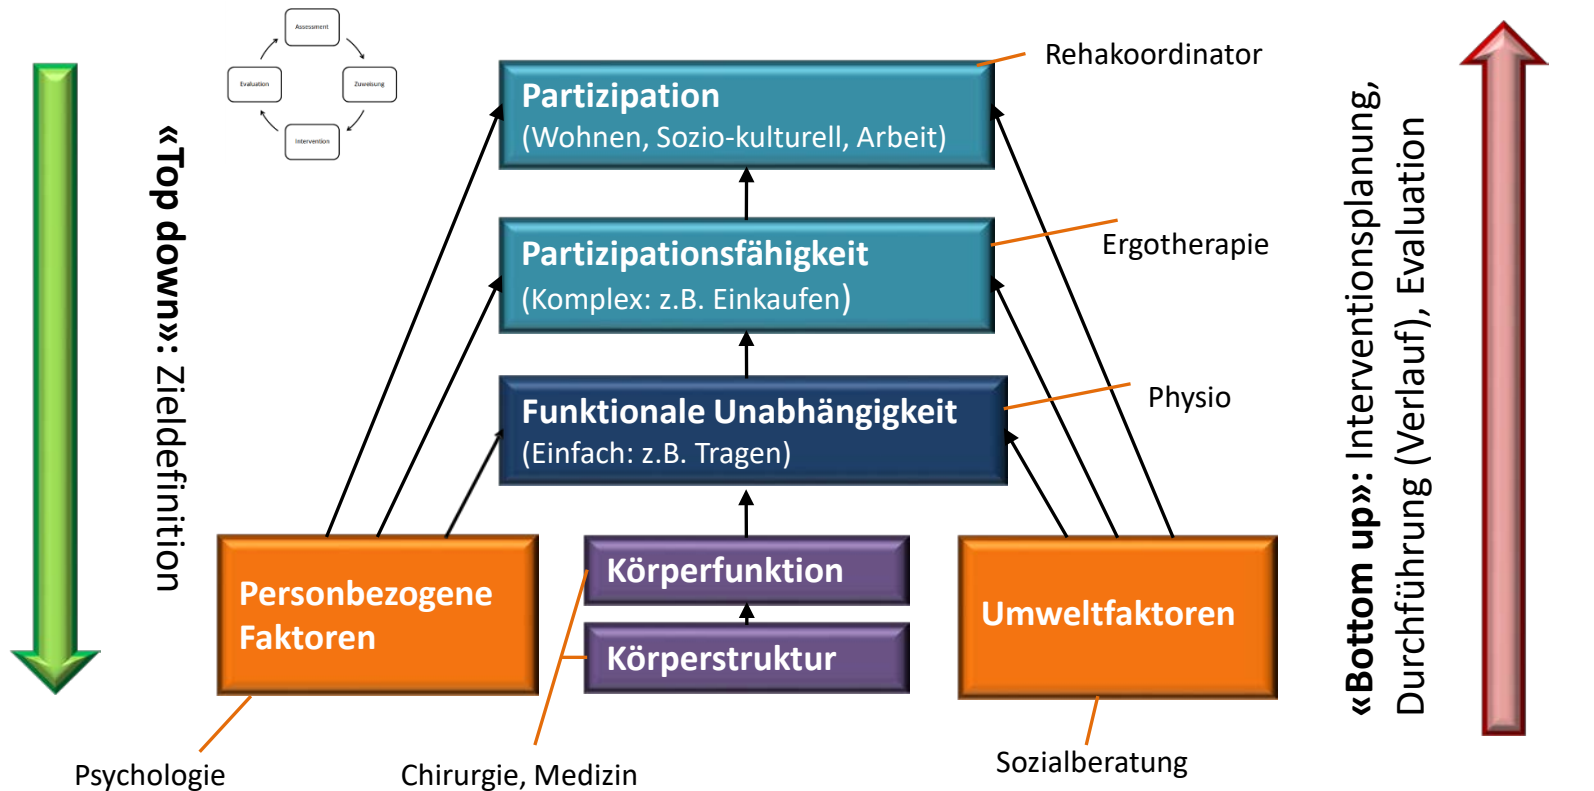 Assessment
Evaluation
Zuweisung
Intervention
«Top down»: Zieldefinition
Partizipation
(Wohnen, Sozio-kulturell, Arbeit)
Rehakoordinator
Partizipationsfähigkeit
(Komplex: z.B. Einkaufen)
Ergotherapie
Funktionale Unabhängigkeit
(Einfach: z.B. Tragen)
Physio
Personbezogene
Faktoren
Körperfunktion
Körperstruktur
Umweltfaktoren
Psychologie
Chirurgie, Medizin
Sozialberatung
«Bottom up»: Interventionsplanung,
Durchführung (Verlauf), Evaluation